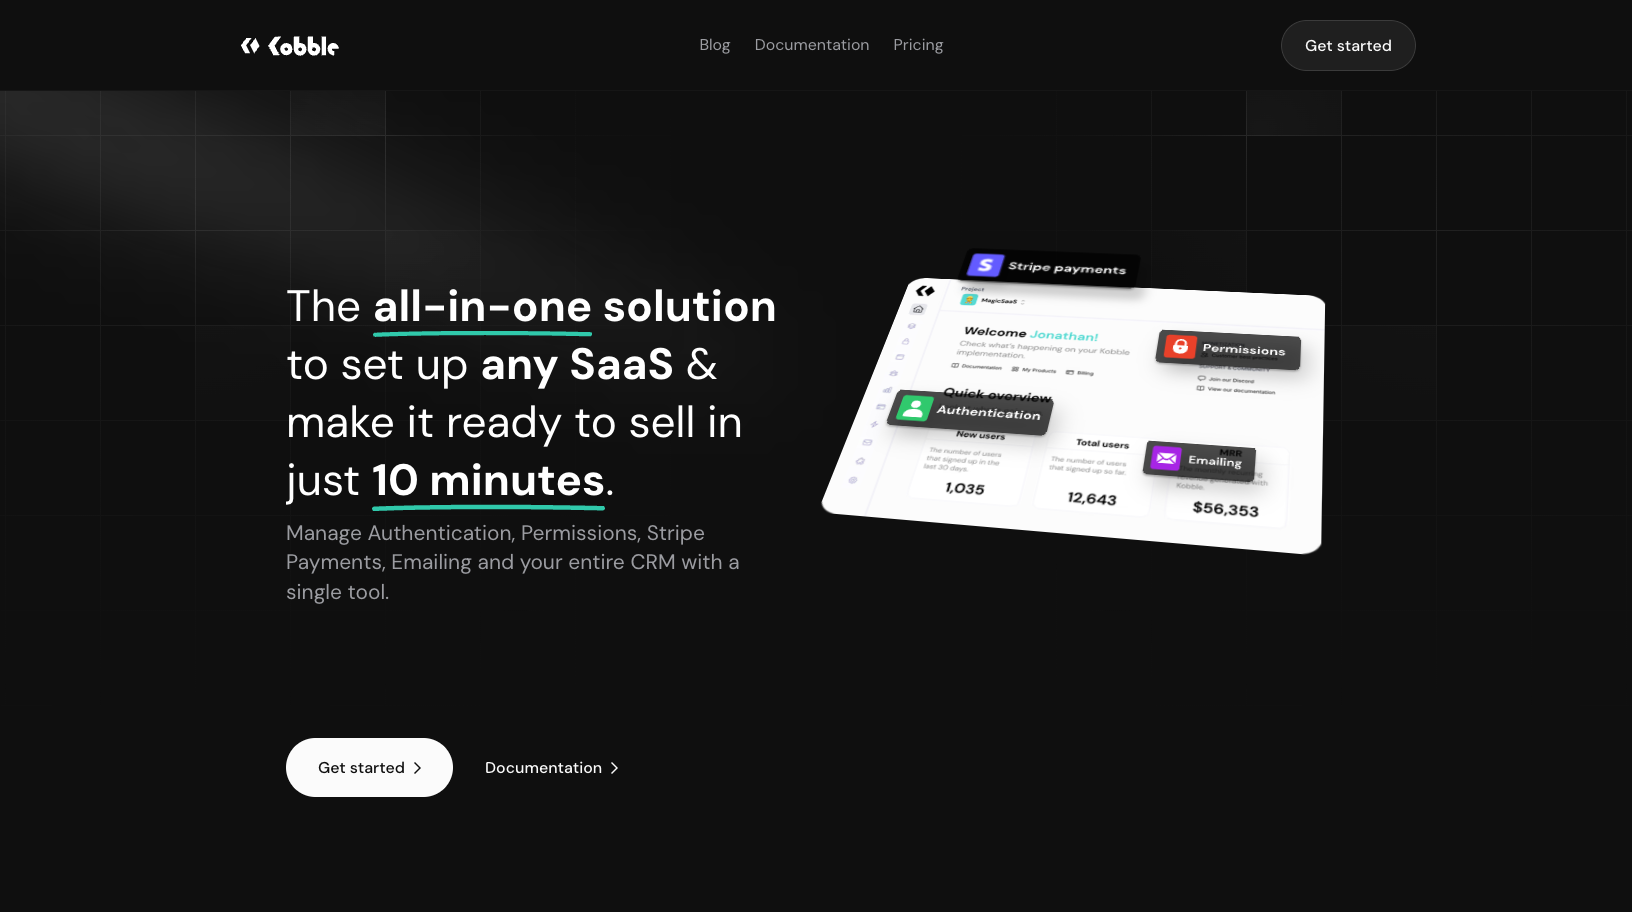 Kobble
Blog
Documentation
Pricing
Get started
The all-in-one solution
to set up any SaaS &
make it ready to sell in
just 10 minutes.
Manage Authentication, Permissions, Stripe
Payments, Emailing and your entire CRM with a
single tool.
Get started
Documentation
S
Stripe payments
Project
MagicSaaS
Welcome Jonathan!
Check what's happening on your Kobble
implementation.
Documentation
My Products
Billing
Permissions
Join our Discord
View our documentation
Quick overview
Authentication
New users
The number of users
that signed up in the
last 30 days.
1,035
Total users
The number of users
that signed up so far.
12,643
Emailing
MRR
with
Kobble.
$56,353